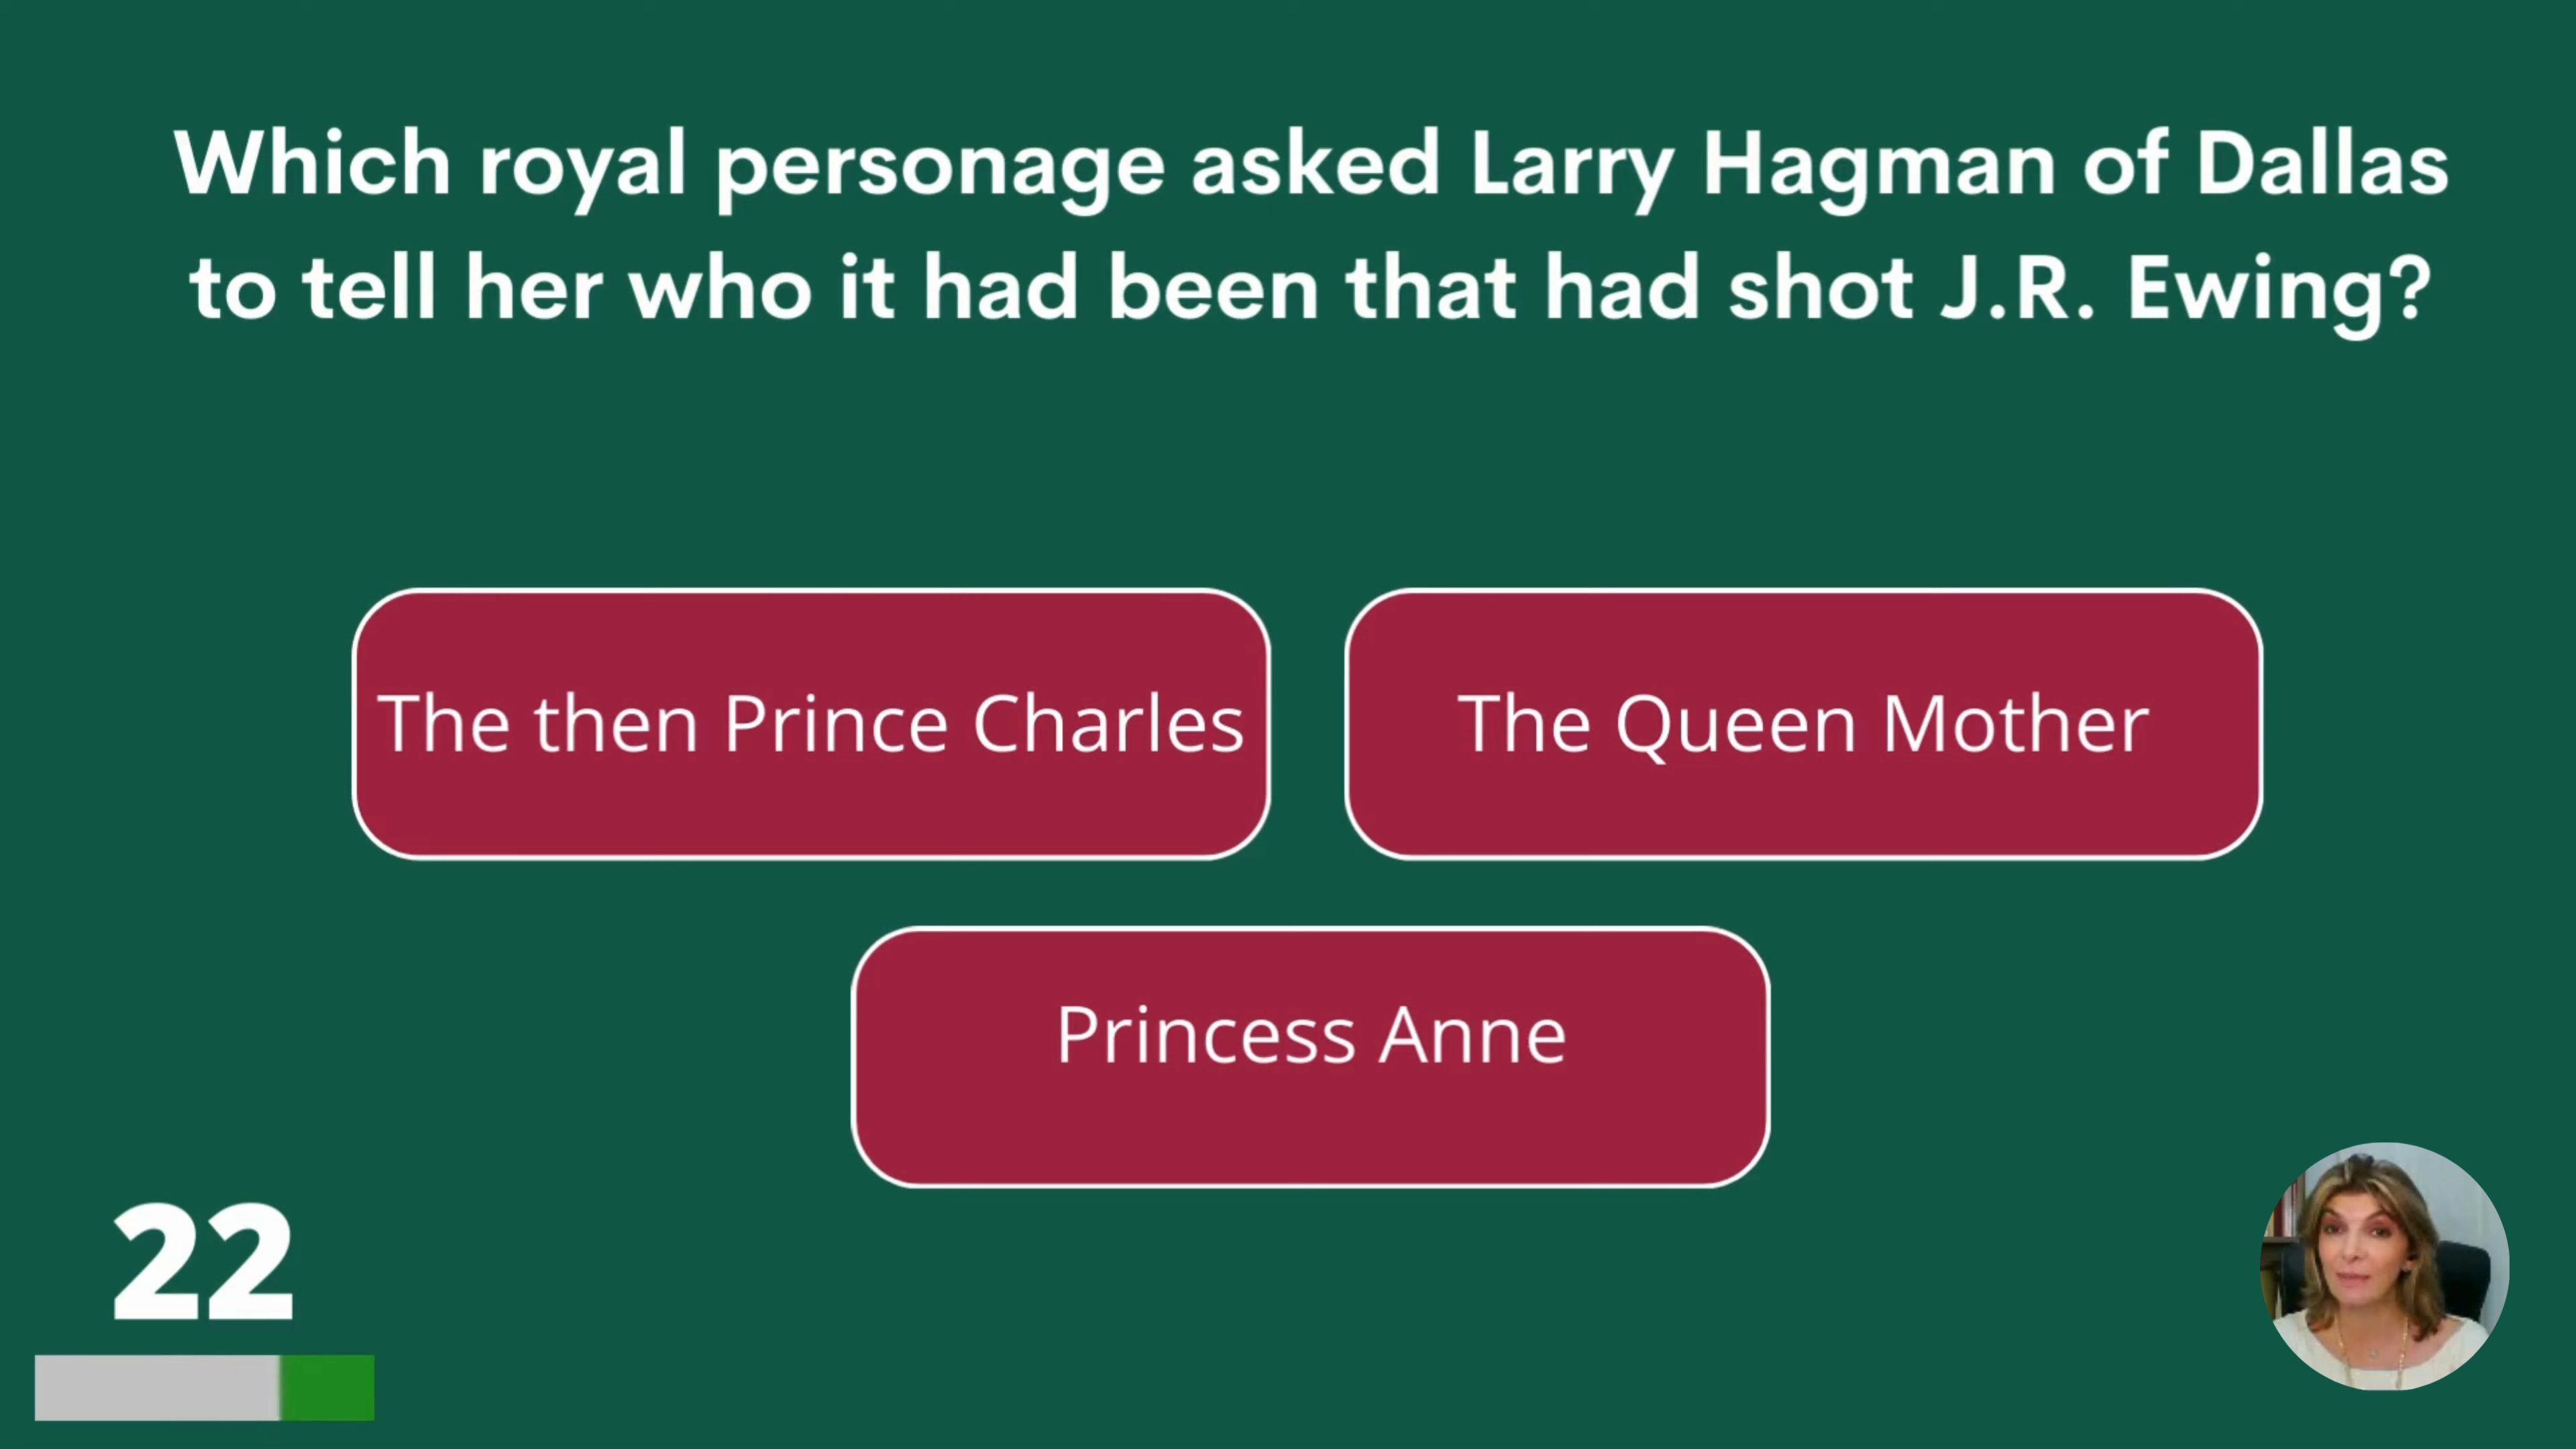 Which royal personage asked Larry Hagman of Dallas
to tell her who it had been that had shot J.R. Ewing?
The then Prince Charles
The Queen Mother
Princess Anne
22